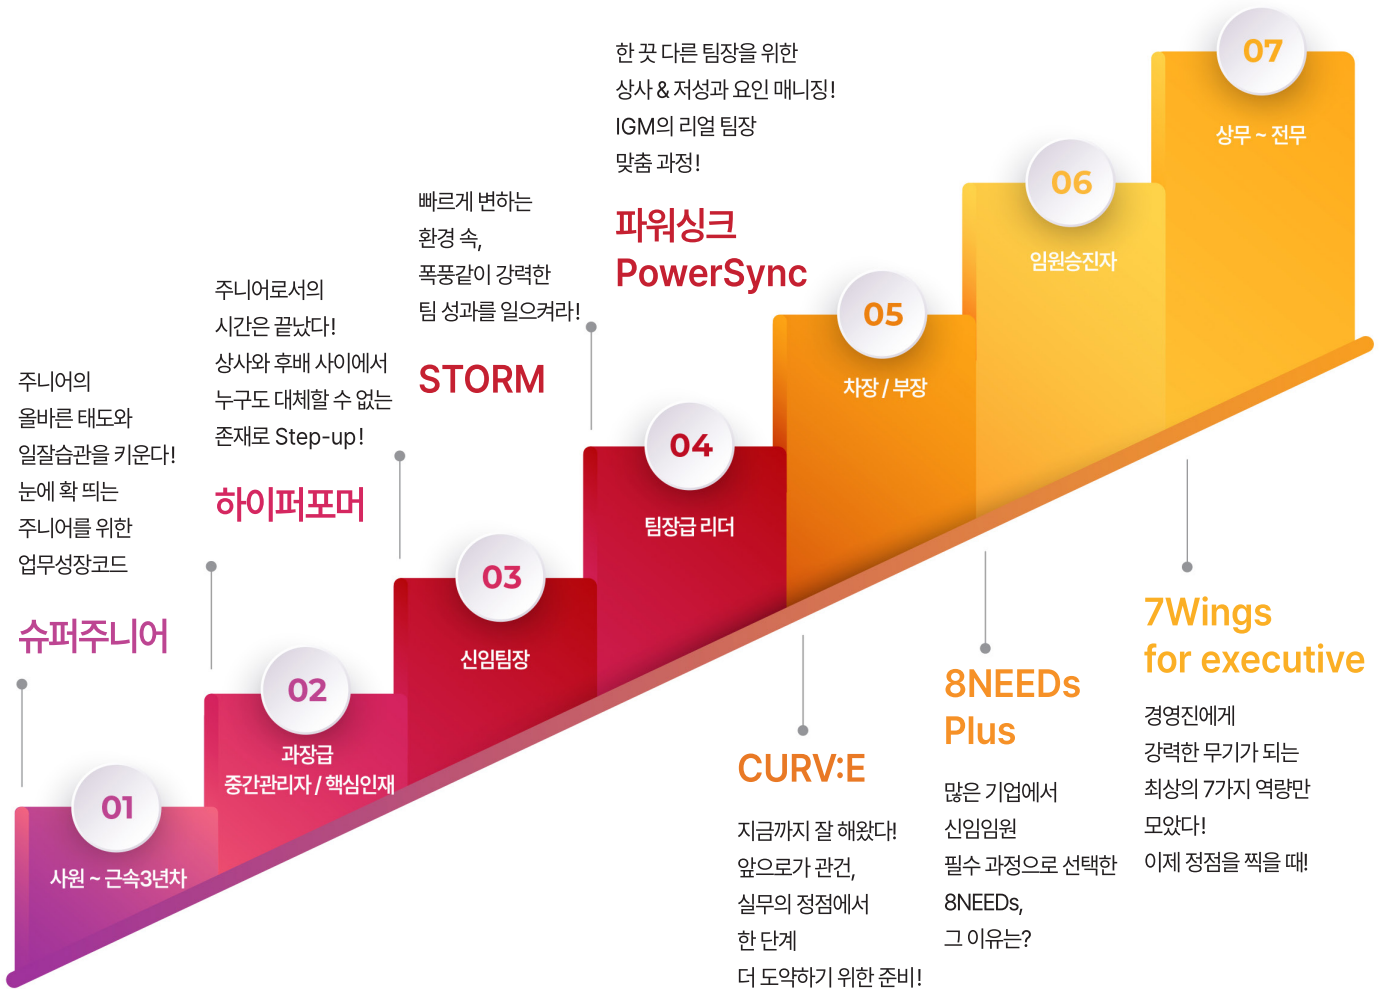 주니어의
올바른 태도와
일잘습관을 키운다!
눈에 확 띄는
주니어를 위한
업무성장코드
슈퍼주니어
01
사원 ~ 근속3년차
주니어로서의
시간은 끝났다!
상사와 후배 사이에서
누구도 대체할 수 없는
존재로 Step-up!
하이퍼포머
02
과장급
중간관리자 / 핵심인재
빠르게 변하는
환경 속,
폭풍같이 강력한
팀 성과를 일으켜라!
STORM
03
신임팀장
한 끗 다른 팀장을 위한
상사 & 저성과 요인 매니징!
IGM의 리얼 팀장
맞춤 과정!
파워싱크
PowerSync
04
팀장급 리더
05
차장 / 부장
CURV:E
지금까지 잘 해왔다!
앞으로가 관건,
실무의 정점에서
한 단계
더 도약하기 위한 준비!
06
임원승진자
8NEEDs
Plus
많은 기업에서
신임임원
필수 과정으로 선택한
8NEEDs,
그 이유는?
07
상무 ~ 전무
7Wings
for executive
경영진에게
강력한 무기가 되는
최상의 7가지 역량만
모았다!
이제 정점을 찍을 때!